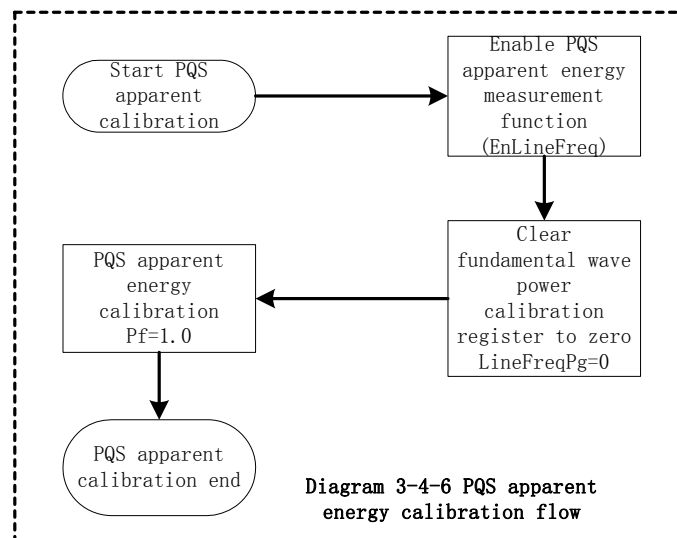 Start PQS
apparent
calibration
Enable PQS
apparent energy
measurement
function
(EnLineFreq)
Clear
fundamental wave
power
calibration
register to zero
LineFreqPg=0
PQS apparent
energy
calibration
Pf=1.0
PQS apparent
calibration end
Diagram 3-4-6 PQS apparent
energy calibration flow